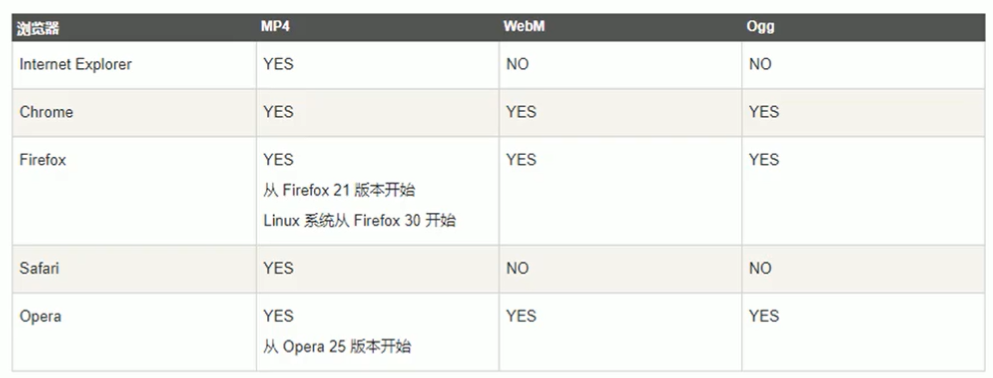 浏览器 MP4 WebM Ogg
Internet Explorer YES NO NO
Chrome YES YES YES
Firefox YES YES YES
从 Firefox 21 版本开始
Linux 系统从 Firefox 30 开始
Safari YES NO NO
Opera YES YES YES
从 Opera 25 版本开始